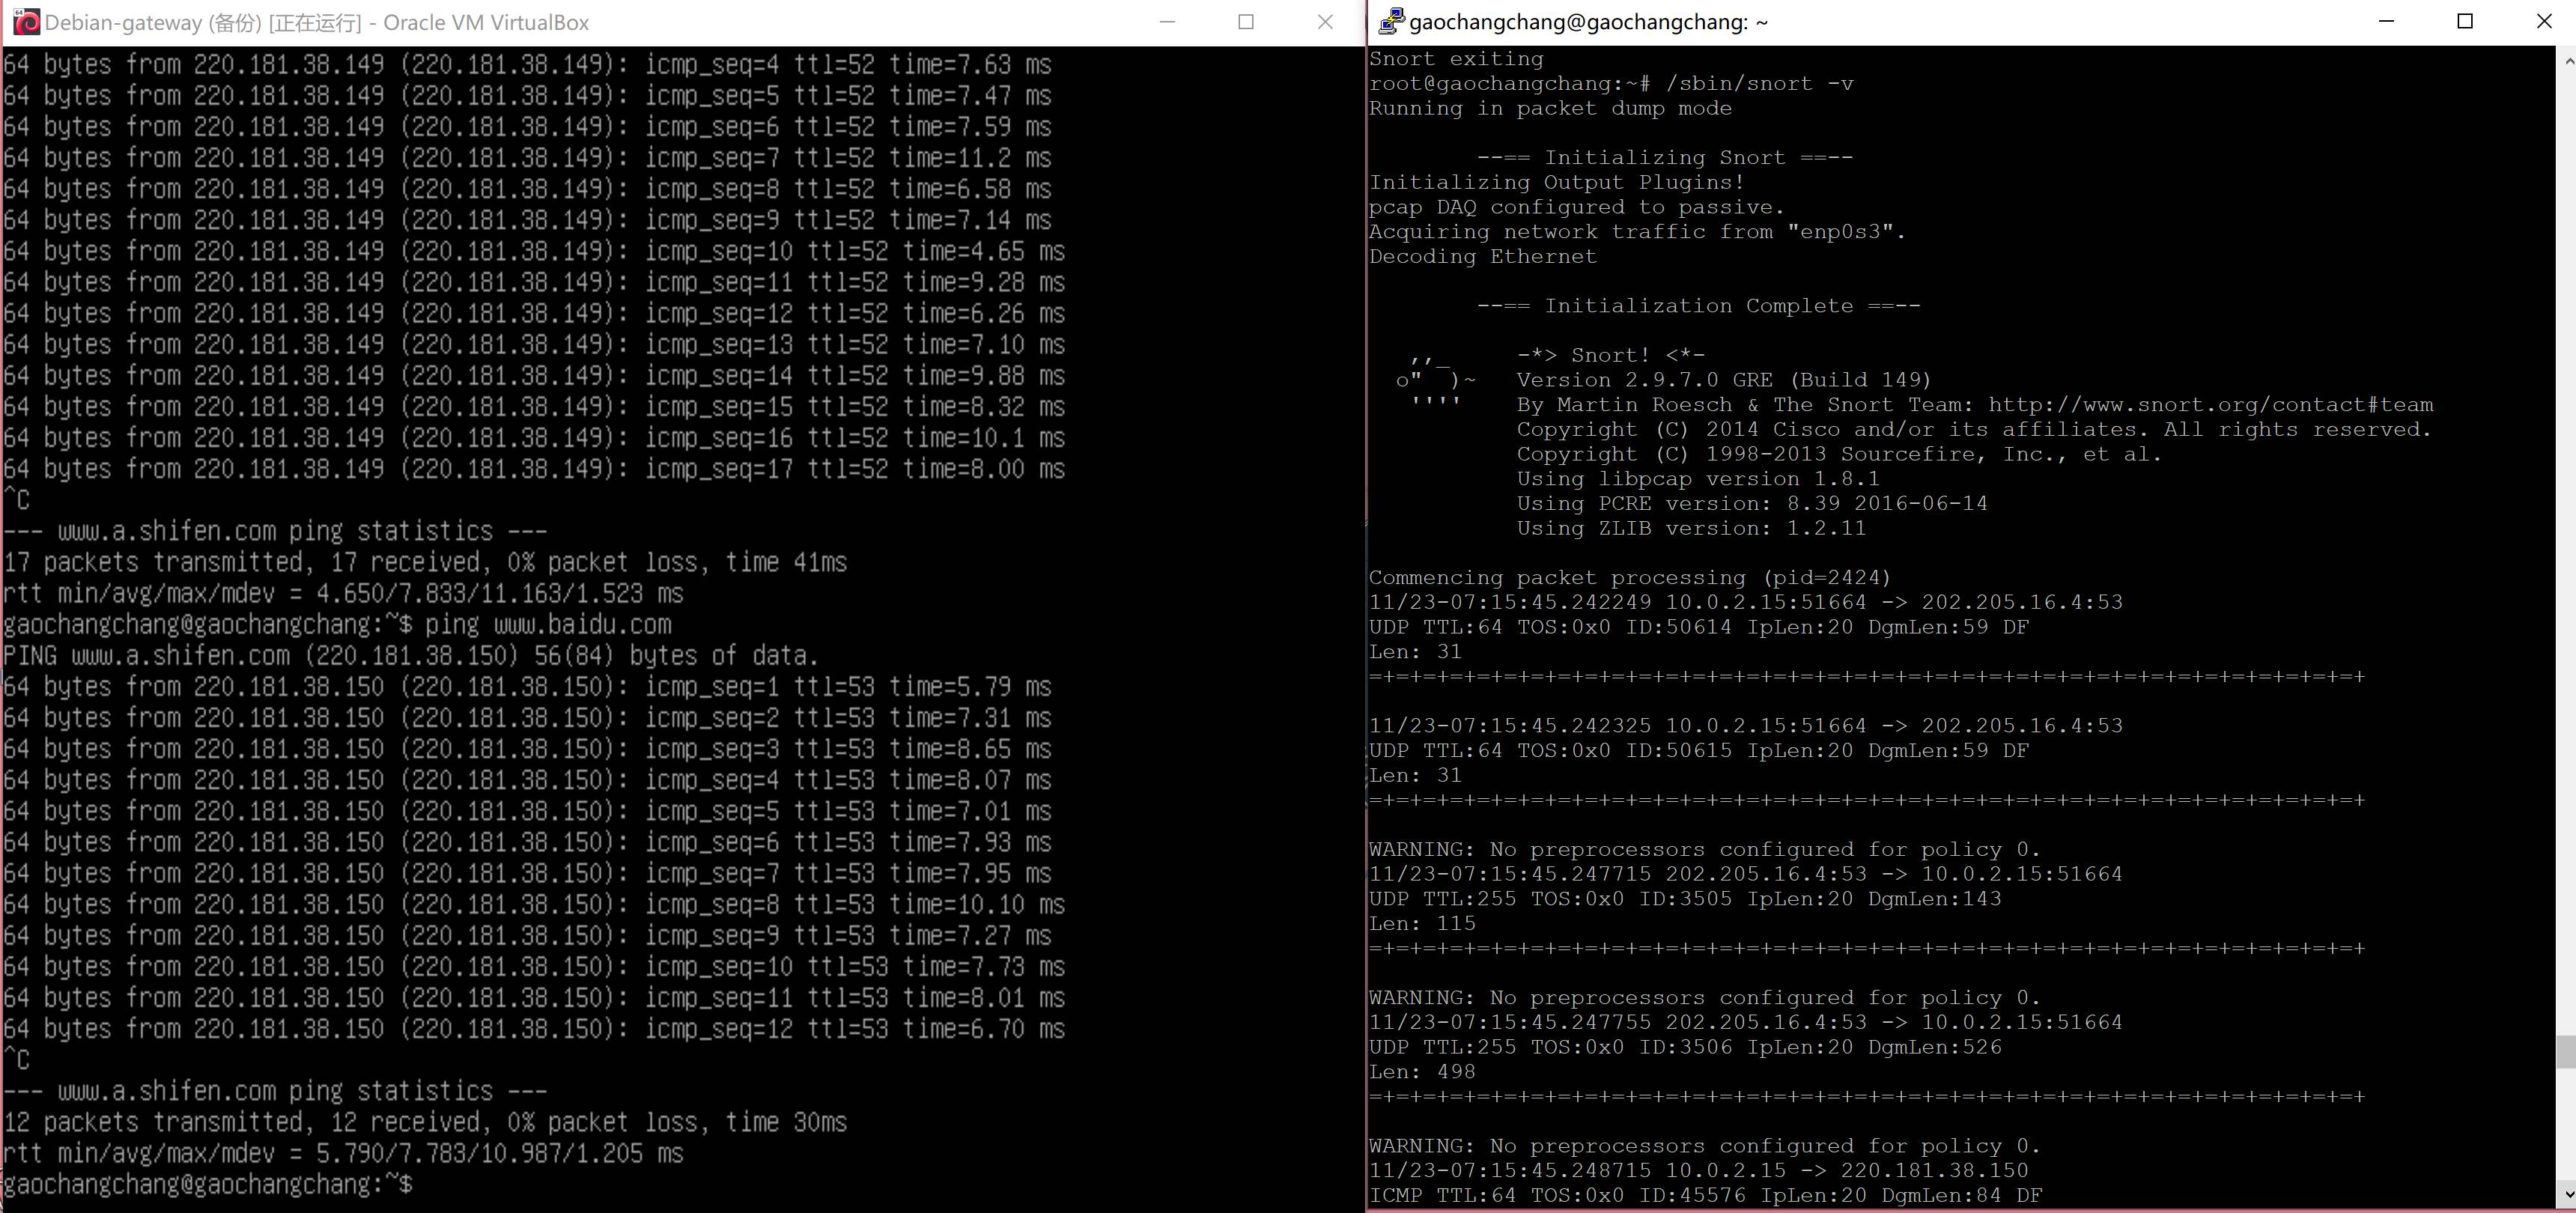 Debian-gateway (备份) [正在运行] - Oracle VM VirtualBox
64 bytes from 220.181.38.149 (220.181.38.149): icmp_seq=4 ttl=52 time=7.63 ms
64 bytes from 220.181.38.149 (220.181.38.149): icmp_seq=5 ttl=52 time=7.47 ms
64 bytes from 220.181.38.149 (220.181.38.149): icmp_seq=6 ttl=52 time=7.59 ms
64 bytes from 220.181.38.149 (220.181.38.149): icmp_seq=7 ttl=52 time=11.2 ms
64 bytes from 220.181.38.149 (220.181.38.149): icmp_seq=8 ttl=52 time=6.58 ms
64 bytes from 220.181.38.149 (220.181.38.149): icmp_seq=9 ttl=52 time=7.14 ms
64 bytes from 220.181.38.149 (220.181.38.149): icmp_seq=10 ttl=52 time=4.65 ms
64 bytes from 220.181.38.149 (220.181.38.149): icmp_seq=11 ttl=52 time=9.28 ms
64 bytes from 220.181.38.149 (220.181.38.149): icmp_seq=12 ttl=52 time=6.26 ms
64 bytes from 220.181.38.149 (220.181.38.149): icmp_seq=13 ttl=52 time=7.10 ms
64 bytes from 220.181.38.149 (220.181.38.149): icmp_seq=14 ttl=52 time=9.88 ms
64 bytes from 220.181.38.149 (220.181.38.149): icmp_seq=15 ttl=52 time=8.32 ms
64 bytes from 220.181.38.149 (220.181.38.149): icmp_seq=16 ttl=52 time=10.1 ms
64 bytes from 220.181.38.149 (220.181.38.149): icmp_seq=17 ttl=52 time=8.00 ms
^C
--- www.a.shifen.com ping statistics ---
17 packets transmitted, 17 received, 0% packet loss, time 41ms
rtt min/avg/max/mdev = 4.650/7.833/11.163/1.523 ms
gaochangchang@gaochangchang:~$ ping www.baidu.com
PING www.a.shifen.com (220.181.38.150) 56(84) bytes of data.
64 bytes from 220.181.38.150 (220.181.38.150): icmp_seq=1 ttl=53 time=5.79 ms
64 bytes from 220.181.38.150 (220.181.38.150): icmp_seq=2 ttl=53 time=7.31 ms
64 bytes from 220.181.38.150 (220.181.38.150): icmp_seq=3 ttl=53 time=8.65 ms
64 bytes from 220.181.38.150 (220.181.38.150): icmp_seq=4 ttl=53 time=8.07 ms
64 bytes from 220.181.38.150 (220.181.38.150): icmp_seq=5 ttl=53 time=7.01 ms
64 bytes from 220.181.38.150 (220.181.38.150): icmp_seq=6 ttl=53 time=7.93 ms
64 bytes from 220.181.38.150 (220.181.38.150): icmp_seq=7 ttl=53 time=7.95 ms
64 bytes from 220.181.38.150 (220.181.38.150): icmp_seq=8 ttl=53 time=10.10 ms
64 bytes from 220.181.38.150 (220.181.38.150): icmp_seq=9 ttl=53 time=7.27 ms
64 bytes from 220.181.38.150 (220.181.38.150): icmp_seq=10 ttl=53 time=7.73 ms
64 bytes from 220.181.38.150 (220.181.38.150): icmp_seq=11 ttl=53 time=8.01 ms
64 bytes from 220.181.38.150 (220.181.38.150): icmp_seq=12 ttl=53 time=6.70 ms
^C
--- www.a.shifen.com ping statistics ---
12 packets transmitted, 12 received, 0% packet loss, time 30ms
rtt min/avg/max/mdev = 5.790/7.783/10.987/1.205 ms
gaochangchang@gaochangchang:~$
gaochangchang@gaochangchang: ~
Snort exiting
root@gaochangchang:~# /sbin/snort -v
Running in packet dump mode
--== Initializing Snort ==--
Initializing Output Plugins!
pcap DAQ configured to passive.
Acquiring network traffic from "enp0s3".
Decoding Ethernet
--== Initialization Complete ==--
,,_ -*> Snort! <*-
o" )~ Version 2.9.7.0 GRE (Build 149)
'''' By Martin Roesch & The Snort Team: http://www.snort.org/contact#team
Copyright (C) 2014 Cisco and/or its affiliates. All rights reserved.
Copyright (C) 1998-2013 Sourcefire, Inc., et al.
Using libpcap version 1.8.1
Using PCRE version: 8.39 2016-06-14
Using ZLIB version: 1.2.11
Commencing packet processing (pid=2424)
11/23-07:15:45.242249 10.0.2.15:51664 -> 202.205.16.4:53
UDP TTL:64 TOS:0x0 ID:50614 IpLen:20 DgmLen:59 DF
Len: 31
=+=+=+=+=+=+=+=+=+=+=+=+=+=+=+=+=+=+=+=+=+=+=+=+=+=+=+=+=+=+=+=+=+=+=+=+=+
11/23-07:15:45.242325 10.0.2.15:51664 -> 202.205.16.4:53
UDP TTL:64 TOS:0x0 ID:50615 IpLen:20 DgmLen:59 DF
Len: 31
=+=+=+=+=+=+=+=+=+=+=+=+=+=+=+=+=+=+=+=+=+=+=+=+=+=+=+=+=+=+=+=+=+=+=+=+=+
WARNING: No preprocessors configured for policy 0.
11/23-07:15:45.247715 202.205.16.4:53 -> 10.0.2.15:51664
UDP TTL:255 TOS:0x0 ID:3505 IpLen:20 DgmLen:143
Len: 115
=+=+=+=+=+=+=+=+=+=+=+=+=+=+=+=+=+=+=+=+=+=+=+=+=+=+=+=+=+=+=+=+=+=+=+=+=+
WARNING: No preprocessors configured for policy 0.
11/23-07:15:45.247755 202.205.16.4:53 -> 10.0.2.15:51664
UDP TTL:255 TOS:0x0 ID:3506 IpLen:20 DgmLen:526
Len: 498
=+=+=+=+=+=+=+=+=+=+=+=+=+=+=+=+=+=+=+=+=+=+=+=+=+=+=+=+=+=+=+=+=+=+=+=+=+
WARNING: No preprocessors configured for policy 0.
11/23-07:15:45.248715 10.0.2.15 -> 220.181.38.150
ICMP TTL:64 TOS:0x0 ID:45576 IpLen:20 DgmLen:84 DF